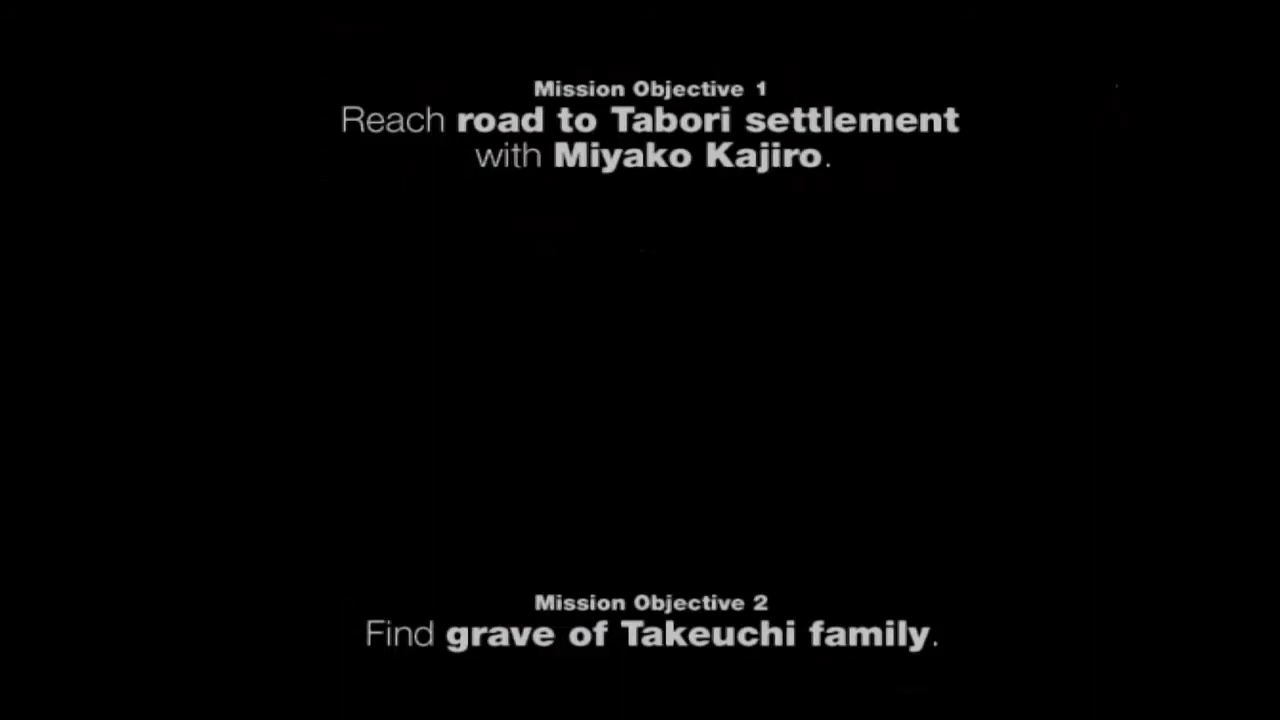 Mission Objective 1
Reach road to Tabori settlement
with Miyako Kajiro.
Mission Objective 2
Find grave of Takeuchi family.